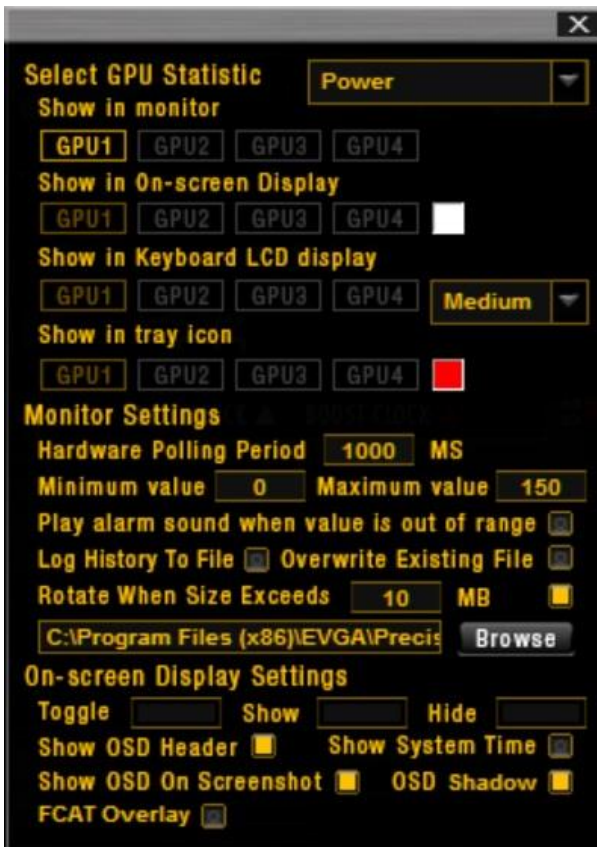 Select GPU Statistic Power
Show in monitor
GPU1 GPU2 GPU3 GPU4
Show in On-screen Display
GPU1 GPU2 GPU3 GPU4
Show in Keyboard LCD display
GPU1 GPU2 GPU3 GPU4 Medium
Show in tray icon
GPU1 GPU2 GPU3 GPU4
Monitor Settings
Hardware Polling Period 1000 MS
Minimum value 0 Maximum value 150
Play alarm sound when value is out of range
Log History To File Overwrite Existing File
Rotate When Size Exceeds 10 MB
C:\Program Files (x86)\EVGA\Precis Browse
On-screen Display Settings
Toggle Show Hide
Show OSD Header Show System Time
Show OSD On Screenshot OSD Shadow
FCAT Overlay